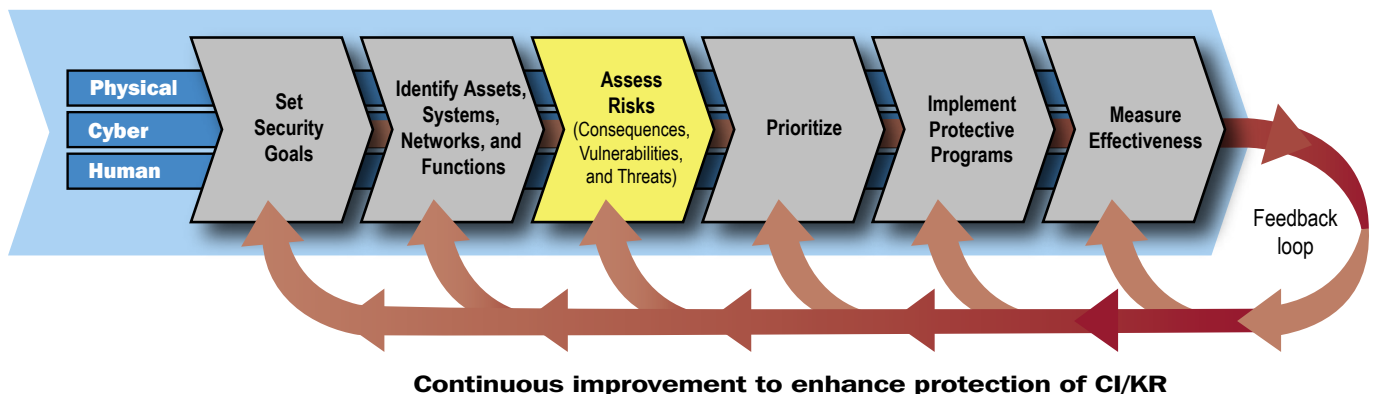 Physical
Cyber
Human
Set
Security
Goals
Identify Assets,
Systems,
Networks, and
Functions
Assess
Risks
(Consequences,
Vulnerabilities,
and Threats)
Prioritize
Implement
Protective
Programs
Measure
Effectiveness
Feedback
loop
Continuous improvement to enhance protection of CI/KR